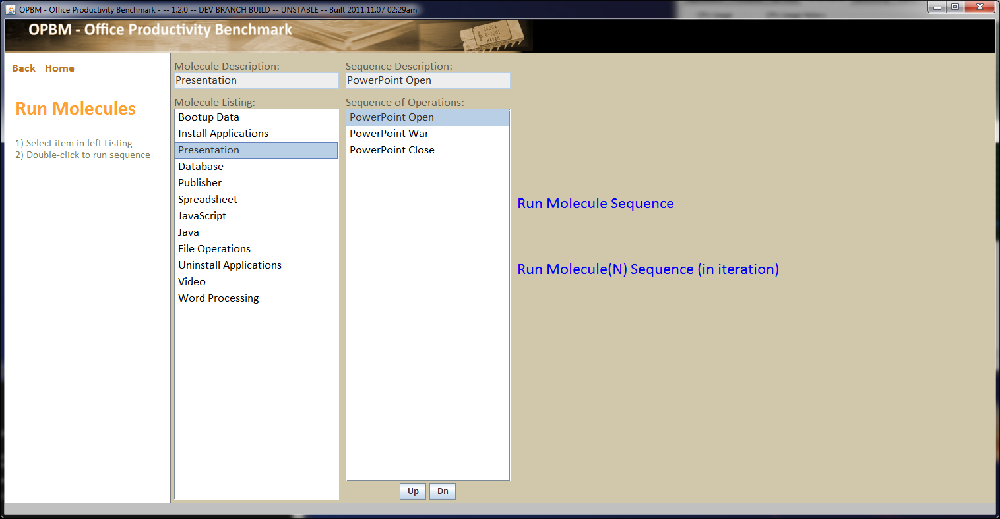 OPBM - Office Productivity Benchmark - -- 1.2.0 -- DEV BRANCH BUILD -- UNSTABLE -- Built 2011.11.07 02:29am
OPBM - Office Productivity Benchmark
Back Home
Run Molecules
1) Select item in left Listing
2) Double-click to run sequence
Molecule Description:
Presentation
Molecule Listing:
Bootup Data
Install Applications
Presentation
Database
Publisher
Spreadsheet
JavaScript
Java
File Operations
Uninstall Applications
Video
Word Processing
Sequence Description:
PowerPoint Open
Sequence of Operations:
PowerPoint Open
PowerPoint War
PowerPoint Close
Up Dn
Run Molecule Sequence
Run Molecule(N) Sequence (in iteration)